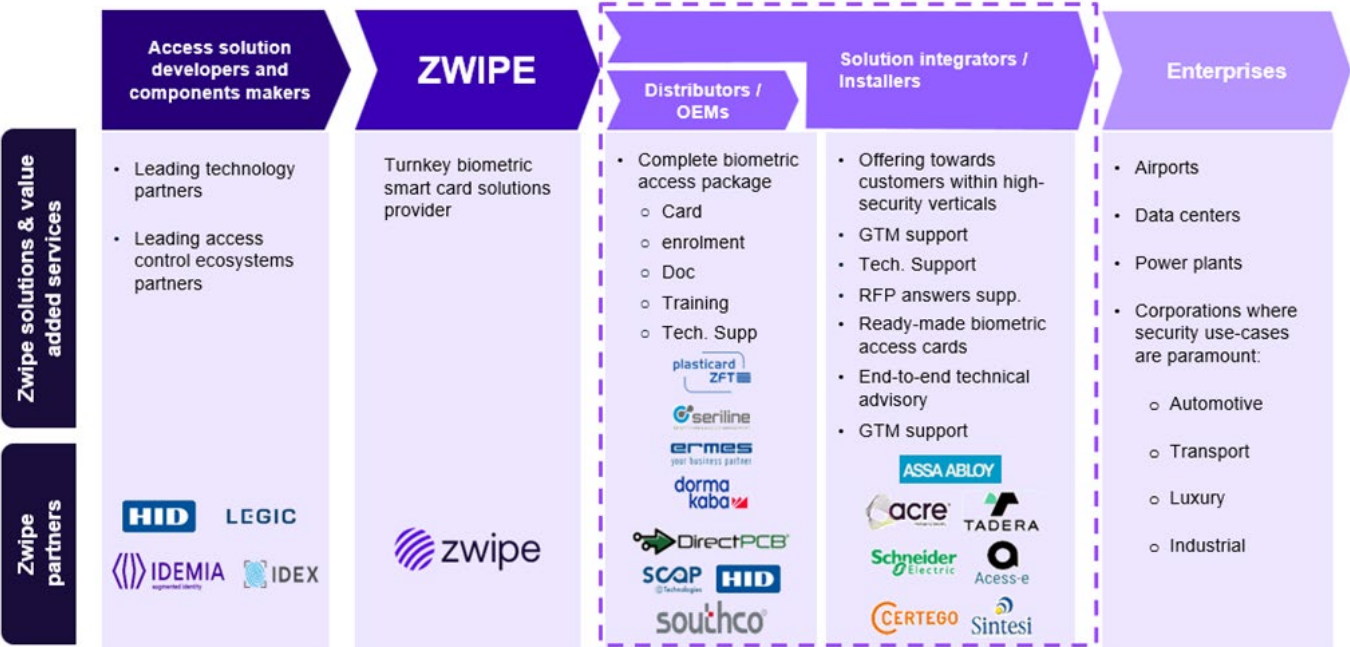 Access solution
developers and
components makers
ZWIPE
Distributors /
OEMs
Solution integrators /
Installers
Enterprises
Zwipe solutions & value
added services
• Leading technology
partners
• Leading access
control ecosystems
partners
Turnkey biometric
smart card solutions
provider
• Complete biometric
access package
o Card
o enrolment
o Doc
o Training
o Tech. Supp
• Offering towards
customers within high-
security verticals
• GTM support
• Tech. Support
• RFP answers supp.
• Ready-made biometric
access cards
• End-to-end technical
advisory
• GTM support
• Airports
• Data centers
• Power plants
• Corporations where
security use-cases
are paramount:
o Automotive
o Transport
o Luxury
o Industrial
Zwipe
partners
HID
LEGIC
IDEMIA
augmented identity
IDEX
zwipe
plasticard
ZFT
seriline
ermes
your business partner
dorma
kaba
DirectPCB
SCOP
Technologies
HID
southco
ASSA ABLOY
acre
TADERA
Schneider
Electric
Acess-e
CERTEGO
Sintesi